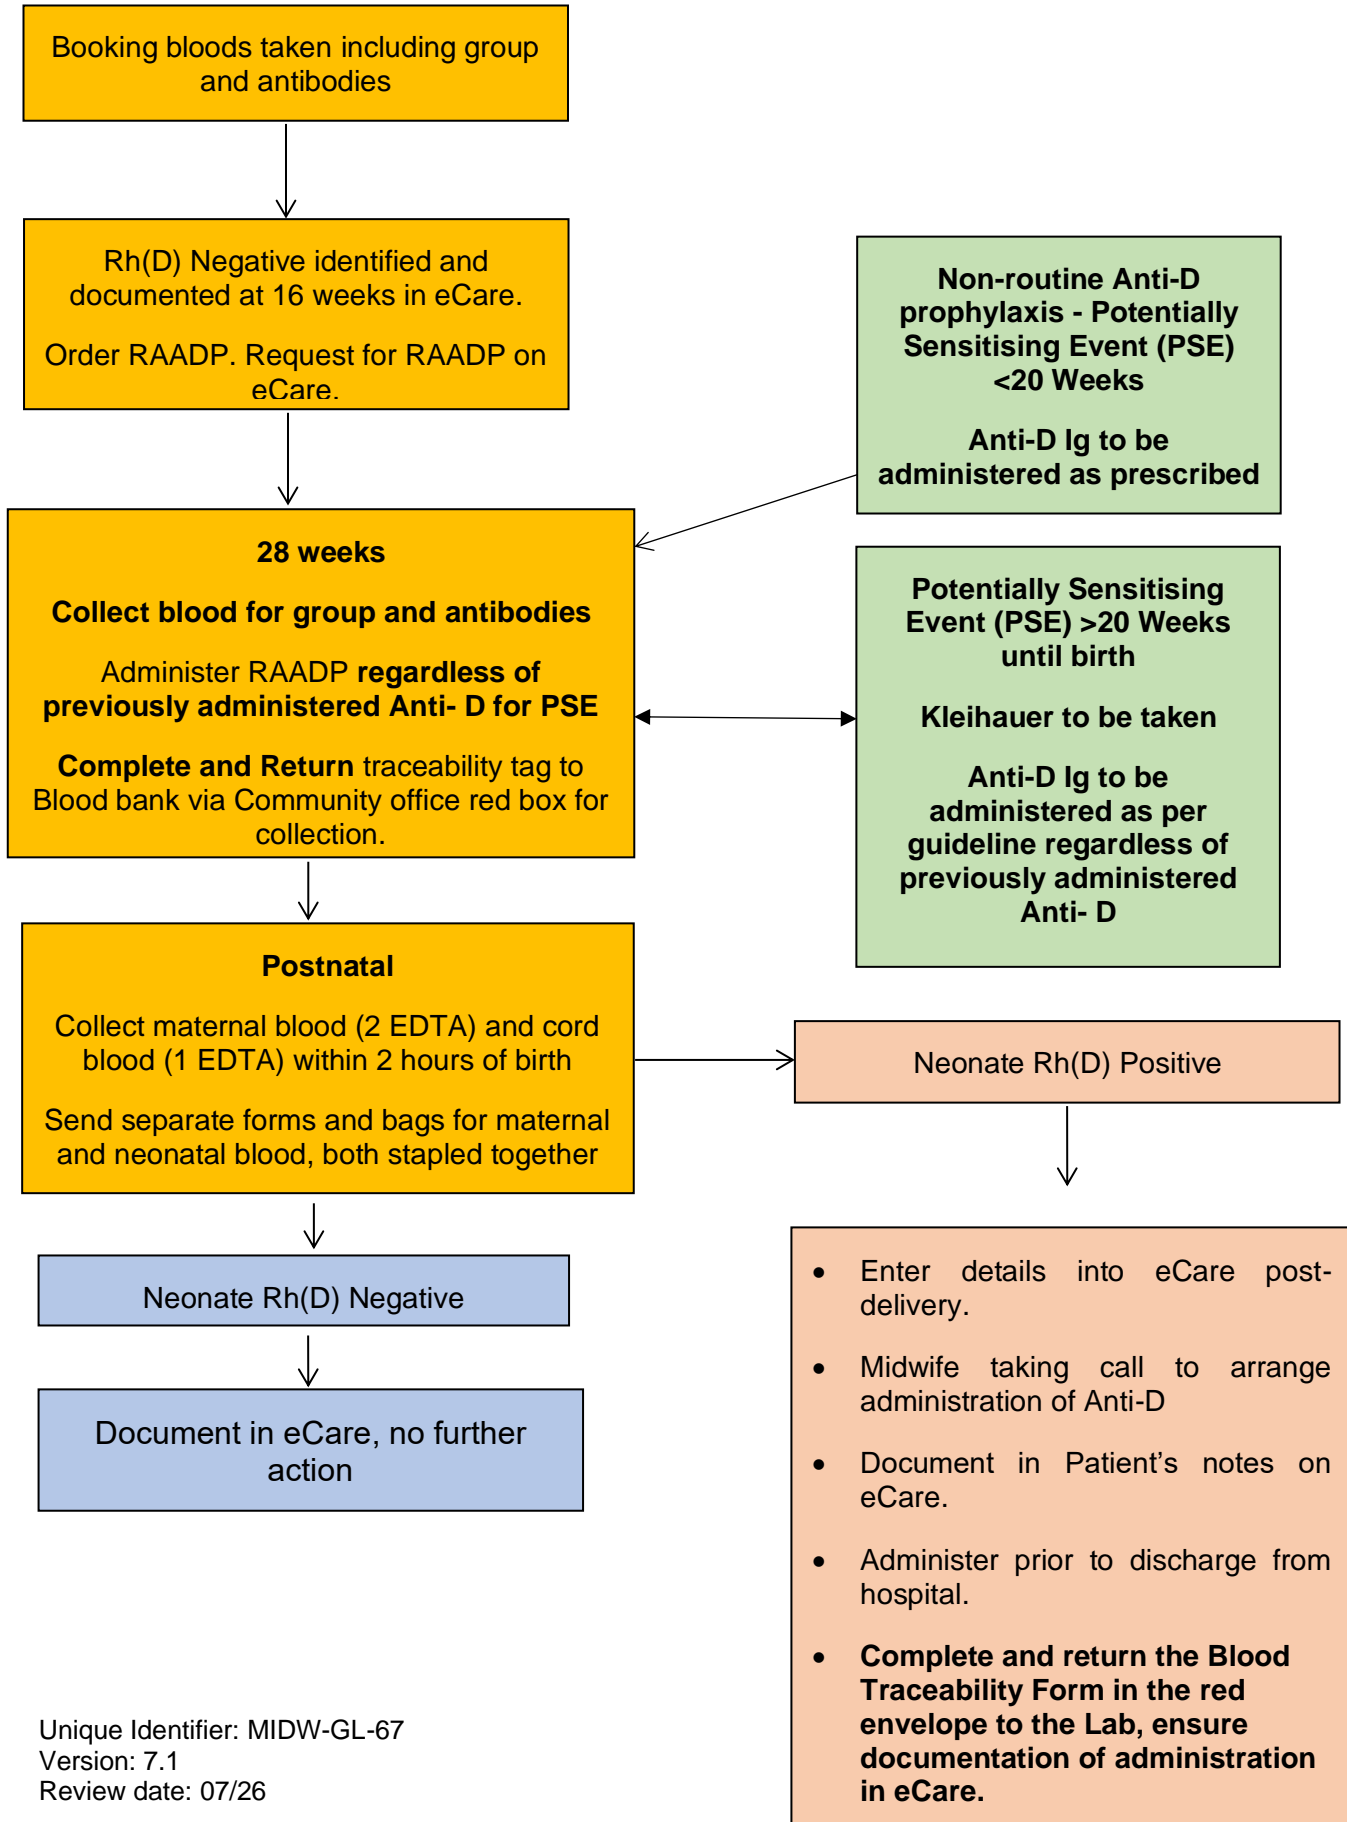 Booking bloods taken including group
and antibodies
Rh(D) Negative identified and
documented at 16 weeks in eCare.
Order RAADP. Request for RAADP on
eCare.
Non-routine Anti-D
prophylaxis - Potentially
Sensitising Event (PSE)
<20 Weeks
Anti-D Ig to be
administered as prescribed
28 weeks
Collect blood for group and antibodies
Administer RAADP regardless of
previously administered Anti- D for PSE
Complete and Return traceability tag to
Blood bank via Community office red box for
collection.
Potentially Sensitising
Event (PSE) >20 Weeks
until birth
Kleihauer to be taken
Anti-D Ig to be
administered as per
guideline regardless of
previously administered
Anti- D
Postnatal
Collect maternal blood (2 EDTA) and cord
blood (1 EDTA) within 2 hours of birth
Send separate forms and bags for maternal
and neonatal blood, both stapled together
Neonate Rh(D) Positive
Neonate Rh(D) Negative
Document in eCare, no further
action
• Enter details into eCare post-
delivery.
• Midwife taking call to arrange
administration of Anti-D
• Document in Patient’s notes on
eCare.
• Administer prior to discharge from
hospital.
• Complete and return the Blood
Traceability Form in the red
envelope to the Lab, ensure
documentation of administration
in eCare.
Unique Identifier: MIDW-GL-67
Version: 7.1
Review date: 07/26